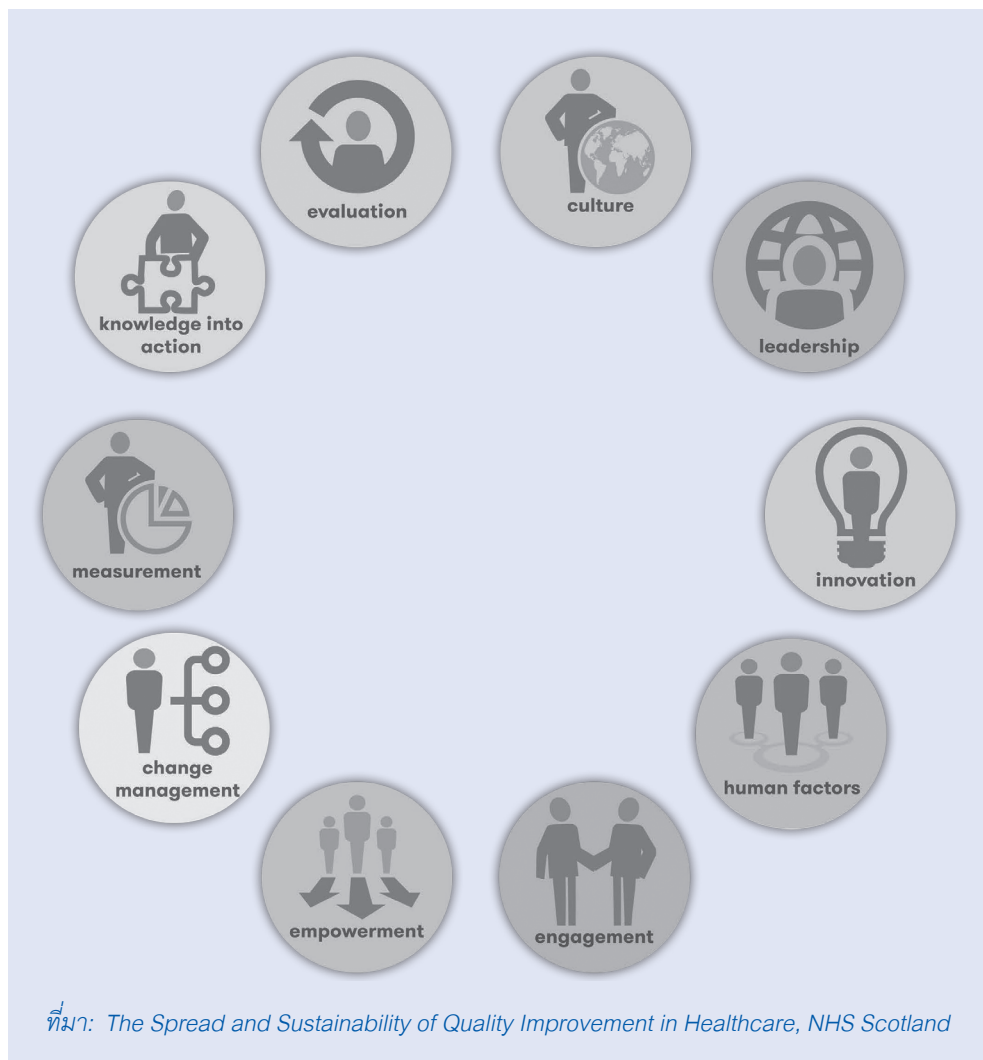 evaluation
culture
knowledge into
action
leadership
measurement
innovation
change
management
human factors
empowerment
engagement
ที่มา: The Spread and Sustainability of Quality Improvement in Healthcare, NHS Scotland